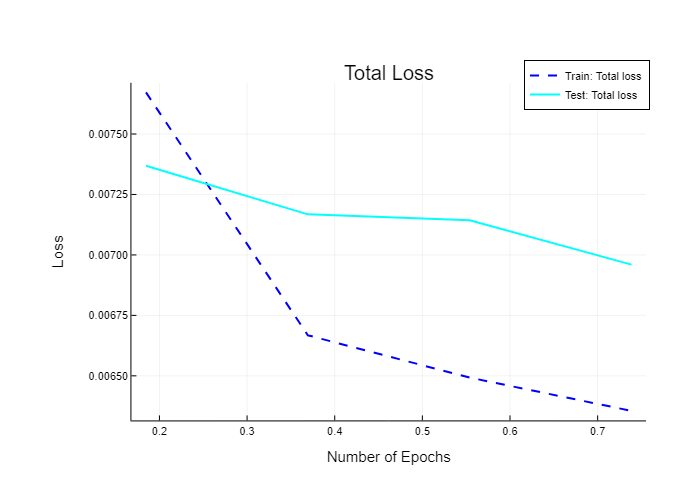 Total Loss
Train: Total loss
Test: Total loss
0.00750
0.00725
0.00700
0.00675
0.00650
Loss
0.2 0.3 0.4 0.5 0.6 0.7
Number of Epochs